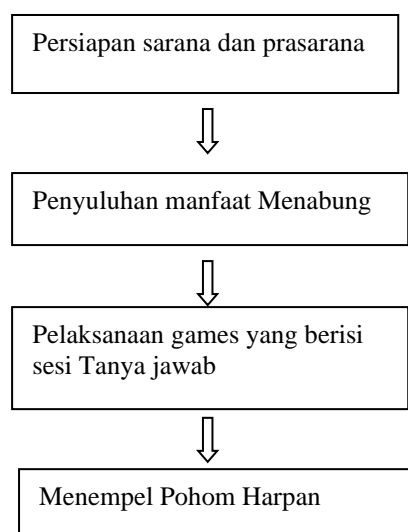 Persiapan sarana dan prasarana
Penyuluhan manfaat Menabung
Pelaksanaan games yang berisi
sesi Tanya jawab
Menempel Pohom Harpan